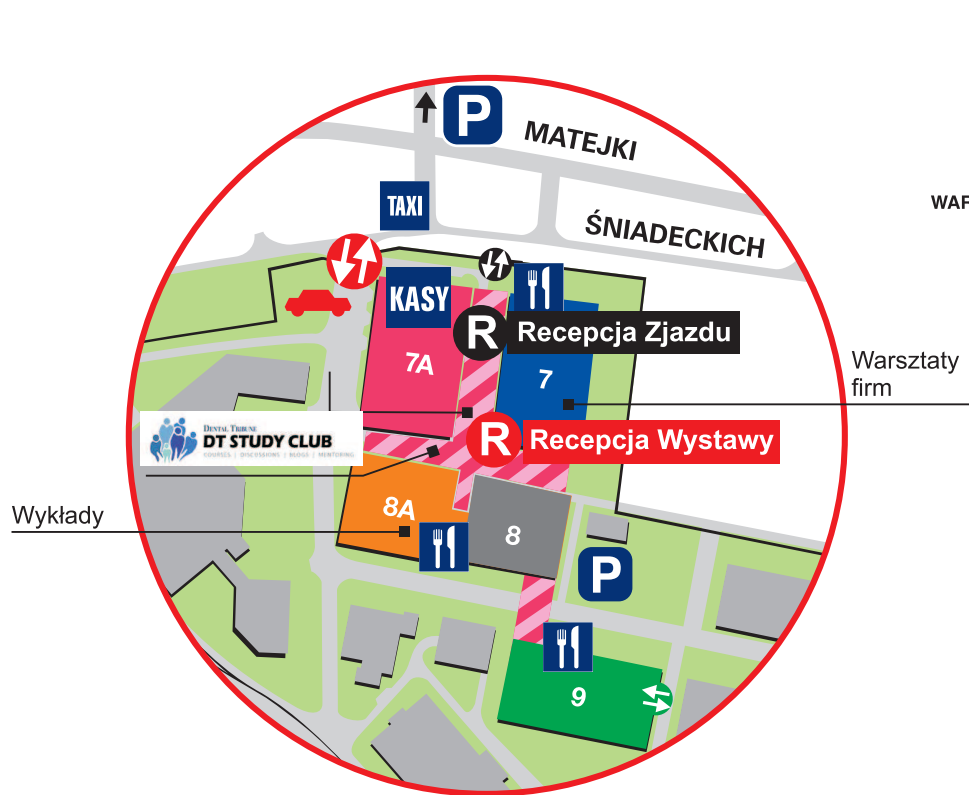 P
MATEJKI
WAR
TAXI
ŚNIADECKICH
KASY
R Recepcja Zjazdu
7A
7
Warsztaty
firm
DENTAL TRIBUNE
DT STUDY CLUB
COURSES | DISCUSSIONS | BLOGS | MENTORING
R Recepcja Wystawy
8A
Wykłady
8
P
9